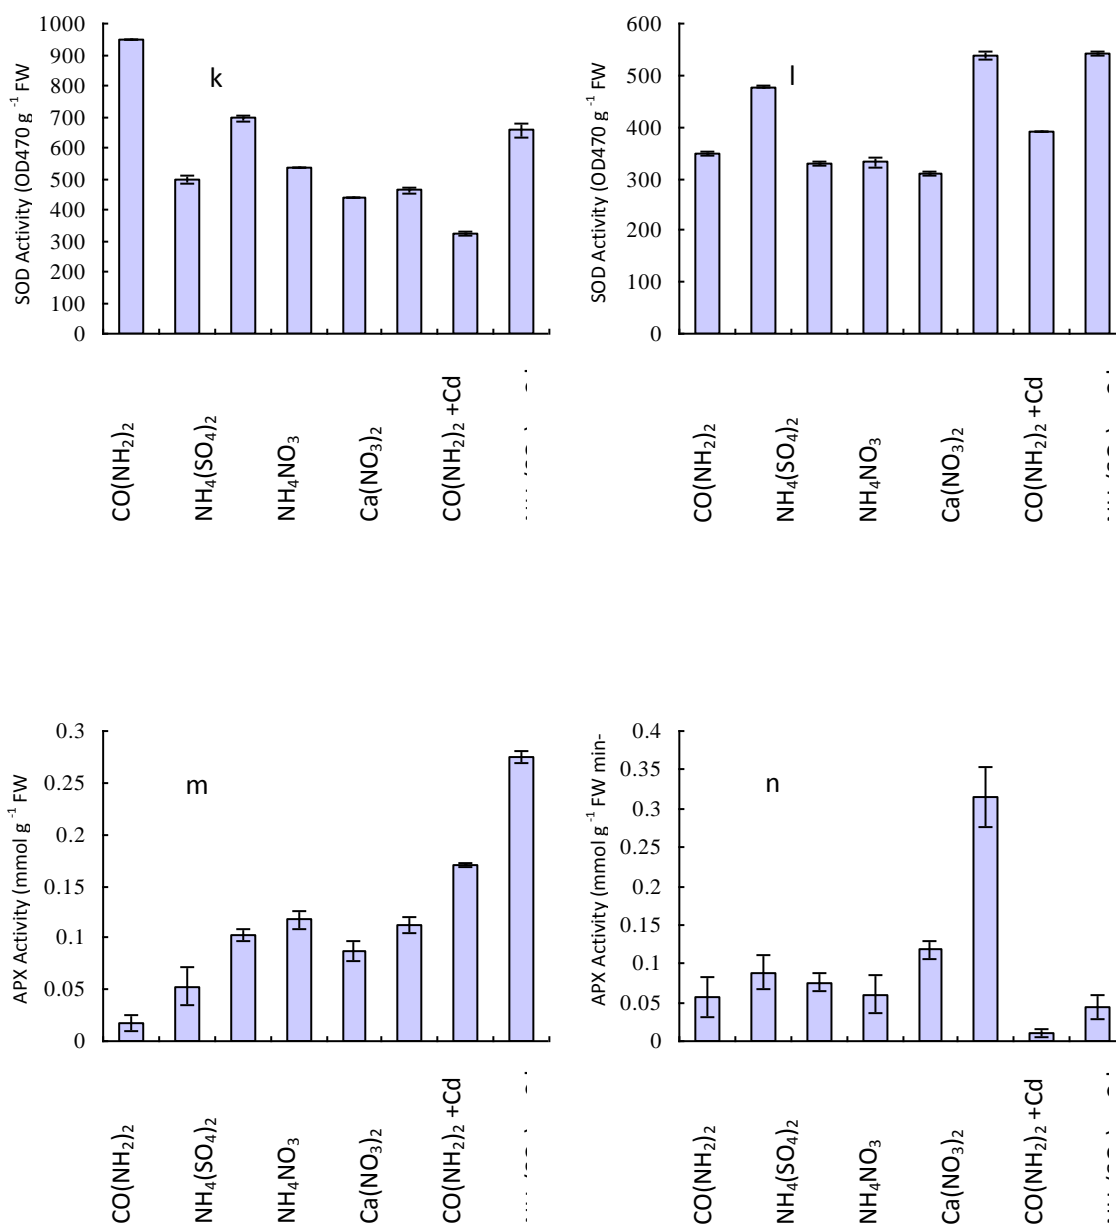 SOD Activity (OD470 g⁻¹ FW)
1000
900
800
700
600
500
400
300
200
100
0
k
CO(NH₂)₂
NH₄(SO₄)₂
NH₄NO₃
Ca(NO₃)₂
CO(NH₂)₂ +Cd
SOD Activity (OD470 g⁻¹ FW)
600
500
400
300
200
100
0
l
CO(NH₂)₂
NH₄(SO₄)₂
NH₄NO₃
Ca(NO₃)₂
CO(NH₂)₂ +Cd
APX Activity (mmol g⁻¹ FW
0.3
0.25
0.2
0.15
0.1
0.05
0
m
CO(NH₂)₂
NH₄(SO₄)₂
NH₄NO₃
Ca(NO₃)₂
CO(NH₂)₂ +Cd
APX Activity (mmol g⁻¹ FW min-
0.4
0.35
0.3
0.25
0.2
0.15
0.1
0.05
0
n
CO(NH₂)₂
NH₄(SO₄)₂
NH₄NO₃
Ca(NO₃)₂
CO(NH₂)₂ +Cd